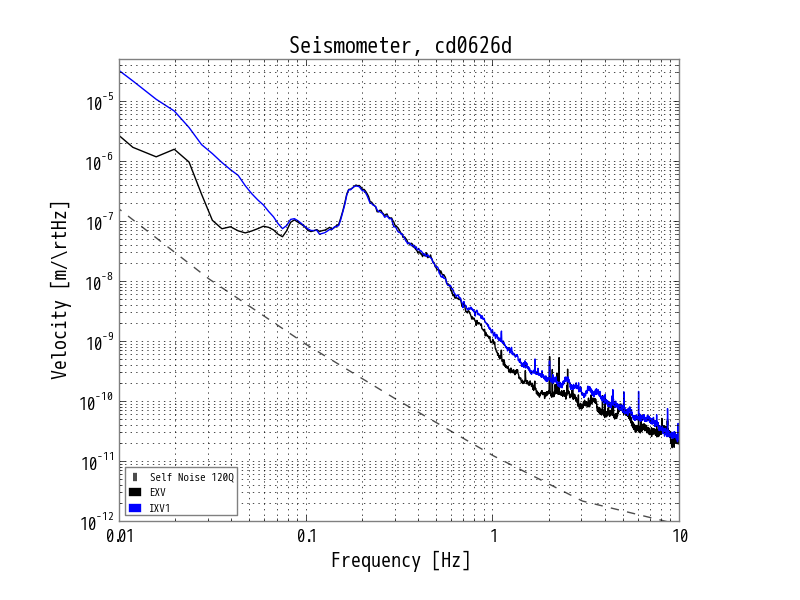 Seismometer, cd0626d
Velocity [m/\rtHz]
10^-5
10^-6
10^-7
10^-8
10^-9
10^-10
10^-11
10^-12
Self Noise 120Q
EXV
IXV1
0.01 0.1 1 10
Frequency [Hz]